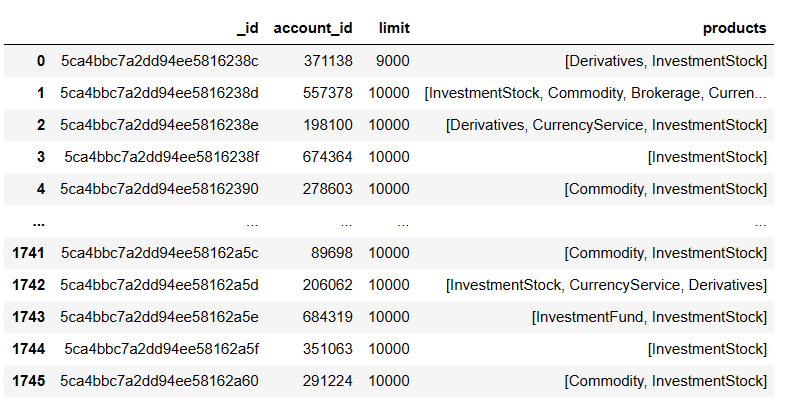 _id account_id limit products
0 5ca4bbc7a2dd94ee5816238c 371138 9000 [Derivatives, InvestmentStock]
1 5ca4bbc7a2dd94ee5816238d 557378 10000 [InvestmentStock, Commodity, Brokerage, Curren...
2 5ca4bbc7a2dd94ee5816238e 198100 10000 [Derivatives, CurrencyService, InvestmentStock]
3 5ca4bbc7a2dd94ee5816238f 674364 10000 [InvestmentStock]
4 5ca4bbc7a2dd94ee58162390 278603 10000 [Commodity, InvestmentStock]
... ... ... ... ...
1741 5ca4bbc7a2dd94ee58162a5c 89698 10000 [Commodity, InvestmentStock]
1742 5ca4bbc7a2dd94ee58162a5d 206062 10000 [InvestmentStock, CurrencyService, Derivatives]
1743 5ca4bbc7a2dd94ee58162a5e 684319 10000 [InvestmentFund, InvestmentStock]
1744 5ca4bbc7a2dd94ee58162a5f 351063 10000 [InvestmentStock]
1745 5ca4bbc7a2dd94ee58162a60 291224 10000 [Commodity, InvestmentStock]